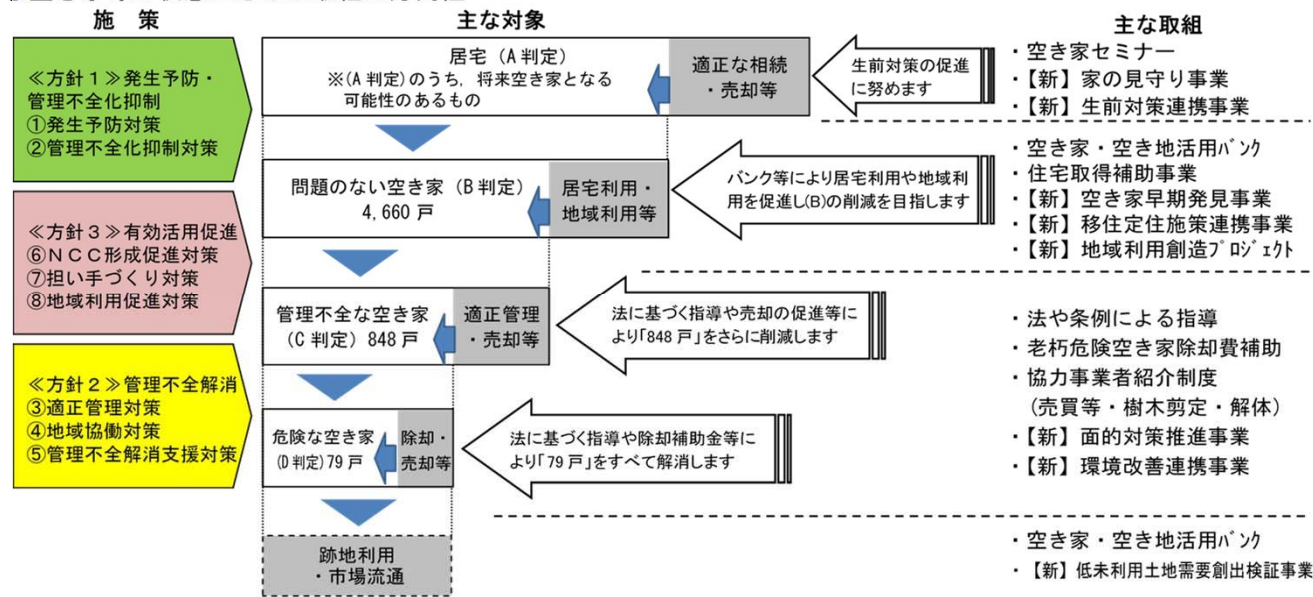 施　策
主な対象
主な取組
≪方針１≫発生予防・
管理不全化抑制
①発生予防対策
②管理不全化抑制対策
≪方針３≫有効活用促進
⑥ＮＣＣ形成促進対策
⑦担い手づくり対策
⑧地域利用促進対策
≪方針２≫管理不全解消
③適正管理対策
④地域協働対策
⑤管理不全解消支援対策
居宅（A判定）
※(A判定)のうち，将来空き家となる
可能性のあるもの
適正な相続
・売却等
生前対策の促進
に努めます
・空き家セミナー
・【新】家の見守り事業
・【新】生前対策連携事業
問題のない空き家（B判定）
4,660戸
居宅利用・
地域利用等
バンク等により居宅利用や地域利
用を促進し(B)の削減を目指します
・空き家・空き地活用ﾊﾞﾝｸ
・住宅取得補助事業
・【新】空き家早期発見事業
・【新】移住定住施策連携事業
・【新】地域利用創造ﾌﾟﾛｼﾞｪｸﾄ
管理不全な空き家
（C判定）848戸
適正管理
・売却等
法に基づく指導や売却の促進等に
より「848戸」をさらに削減します
・法や条例による指導
・老朽危険空き家除却費補助
・協力事業者紹介制度
(売買等・樹木剪定・解体)
・【新】面的対策推進事業
・【新】環境改善連携事業
危険な空き家
(D判定)79戸
除却・
売却等
法に基づく指導や除却補助金等に
より「79戸」をすべて解消します
跡地利用
・市場流通
・空き家・空き地活用ﾊﾞﾝｸ
・【新】低未利用土地需要創出検証事業